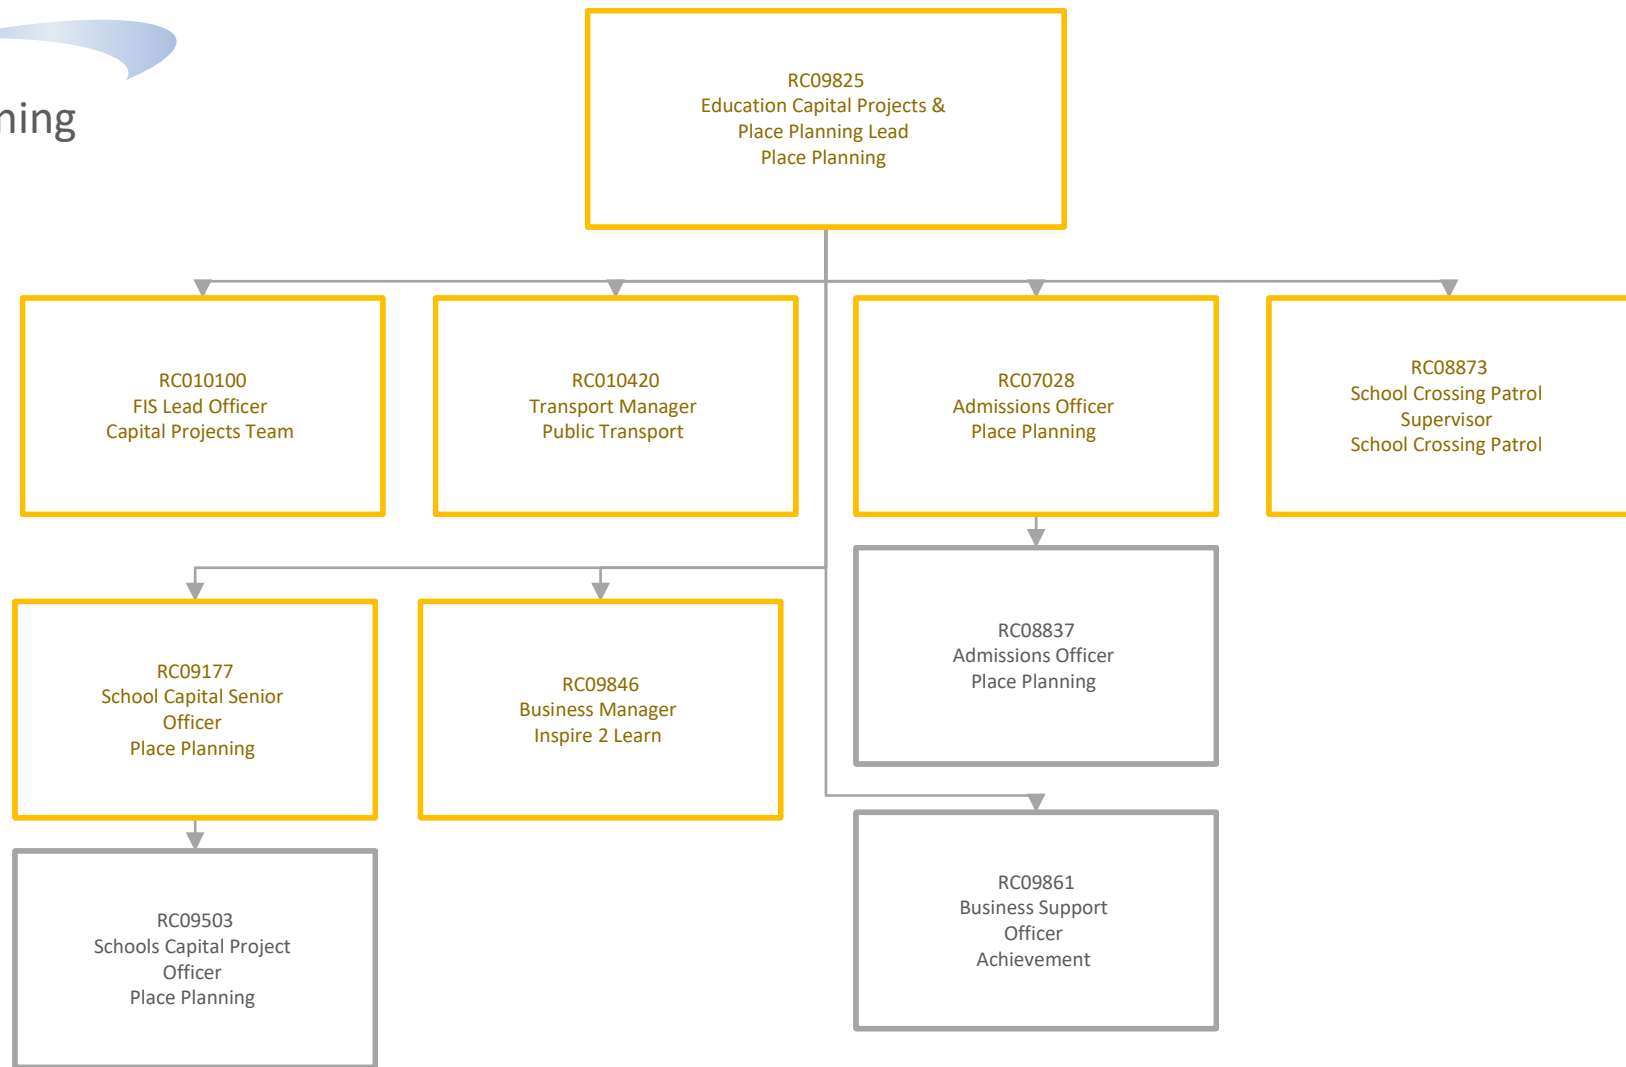 RC09825
Education Capital Projects &
Place Planning Lead
Place Planning
RC010100
FIS Lead Officer
Capital Projects Team
RC010420
Transport Manager
Public Transport
RC07028
Admissions Officer
Place Planning
RC08873
School Crossing Patrol
Supervisor
School Crossing Patrol
RC09177
School Capital Senior
Officer
Place Planning
RC09846
Business Manager
Inspire 2 Learn
RC08837
Admissions Officer
Place Planning
RC09503
Schools Capital Project
Officer
Place Planning
RC09861
Business Support
Officer
Achievement